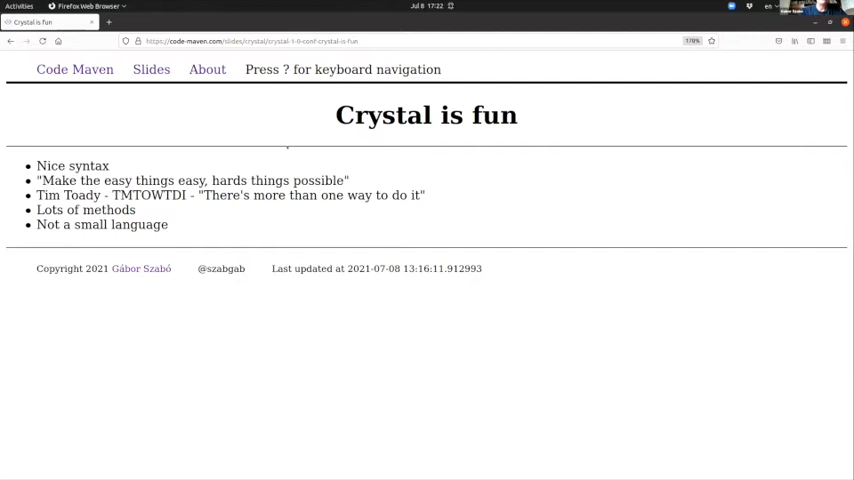 Activities
Firefox Web Browser
Jul 8 17:22
en
Crystal is fun
https://code-maven.com/slides/crystal/crystal-1-0-conf-crystal-is-fun
170%
Code Maven
Slides
About
Press ? for keyboard navigation
Crystal is fun
Nice syntax
"Make the easy things easy, hards things possible"
Tim Toady - TMTOWTDI - "There's more than one way to do it"
Lots of methods
Not a small language
Copyright 2021 Gábor Szabó
@szabgab
Last updated at 2021-07-08 13:16:11.912993